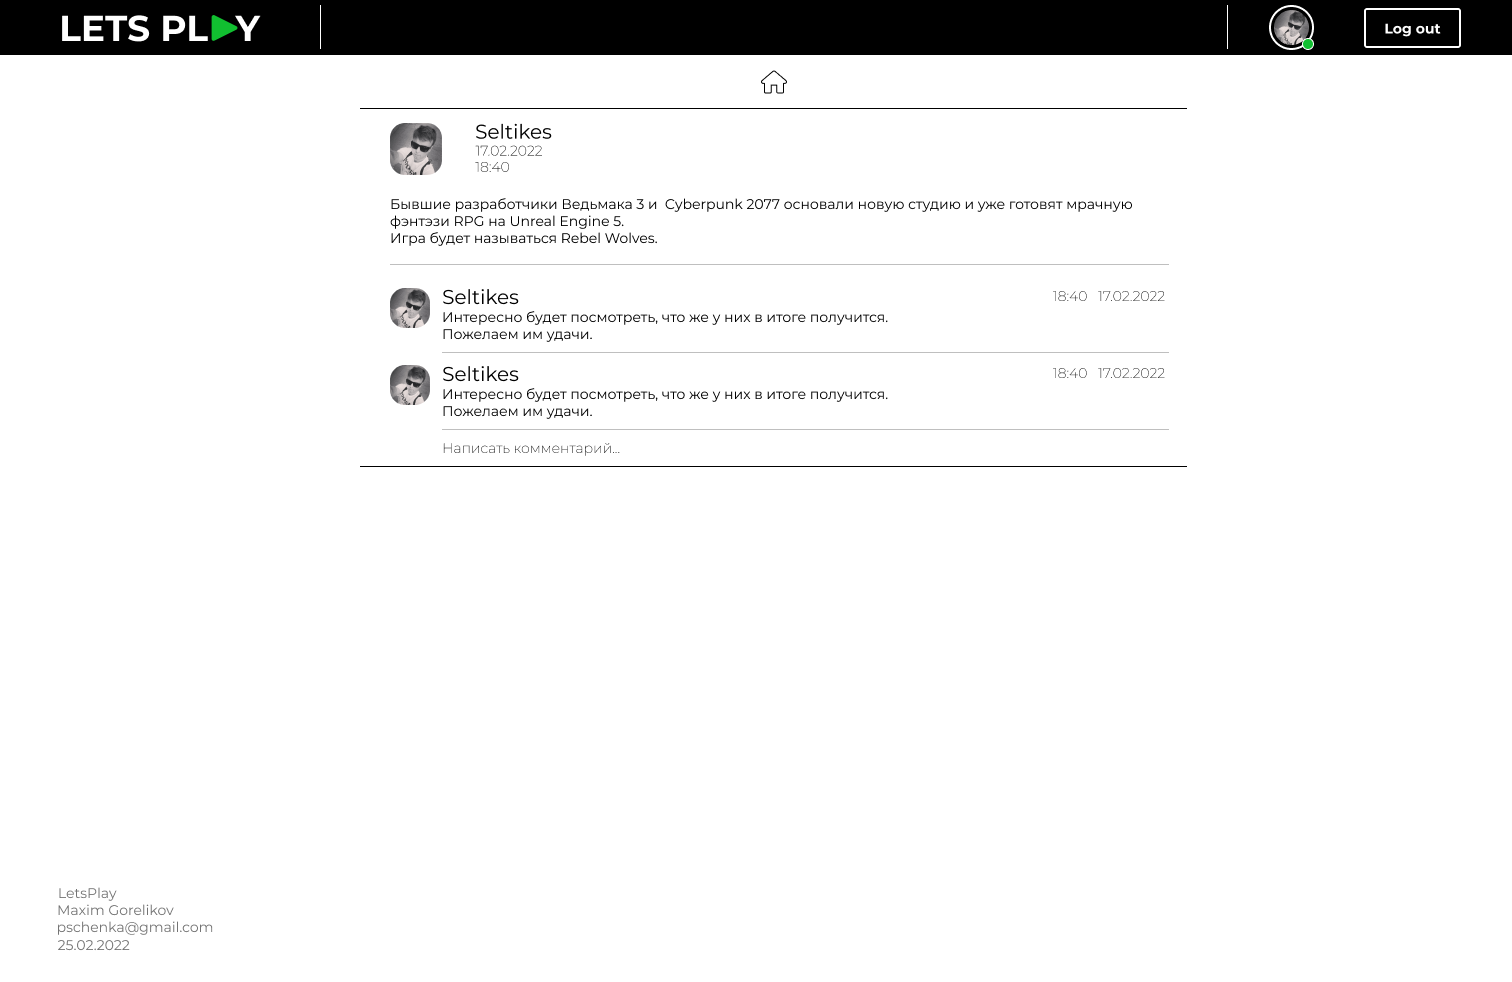 LETS PLAY
Log out
Seltikes
17.02.2022
18:40
Бывшие разработчики Ведьмака 3 и  Cyberpunk 2077 основали новую студию и уже готовят мрачную
фэнтэзи RPG на Unreal Engine 5.
Игра будет называться Rebel Wolves.
Seltikes 18:40 17.02.2022
Интересно будет посмотреть, что же у них в итоге получится.
Пожелаем им удачи.
Seltikes 18:40 17.02.2022
Интересно будет посмотреть, что же у них в итоге получится.
Пожелаем им удачи.
Написать комментарий...
LetsPlay
Maxim Gorelikov
pschenka@gmail.com
25.02.2022